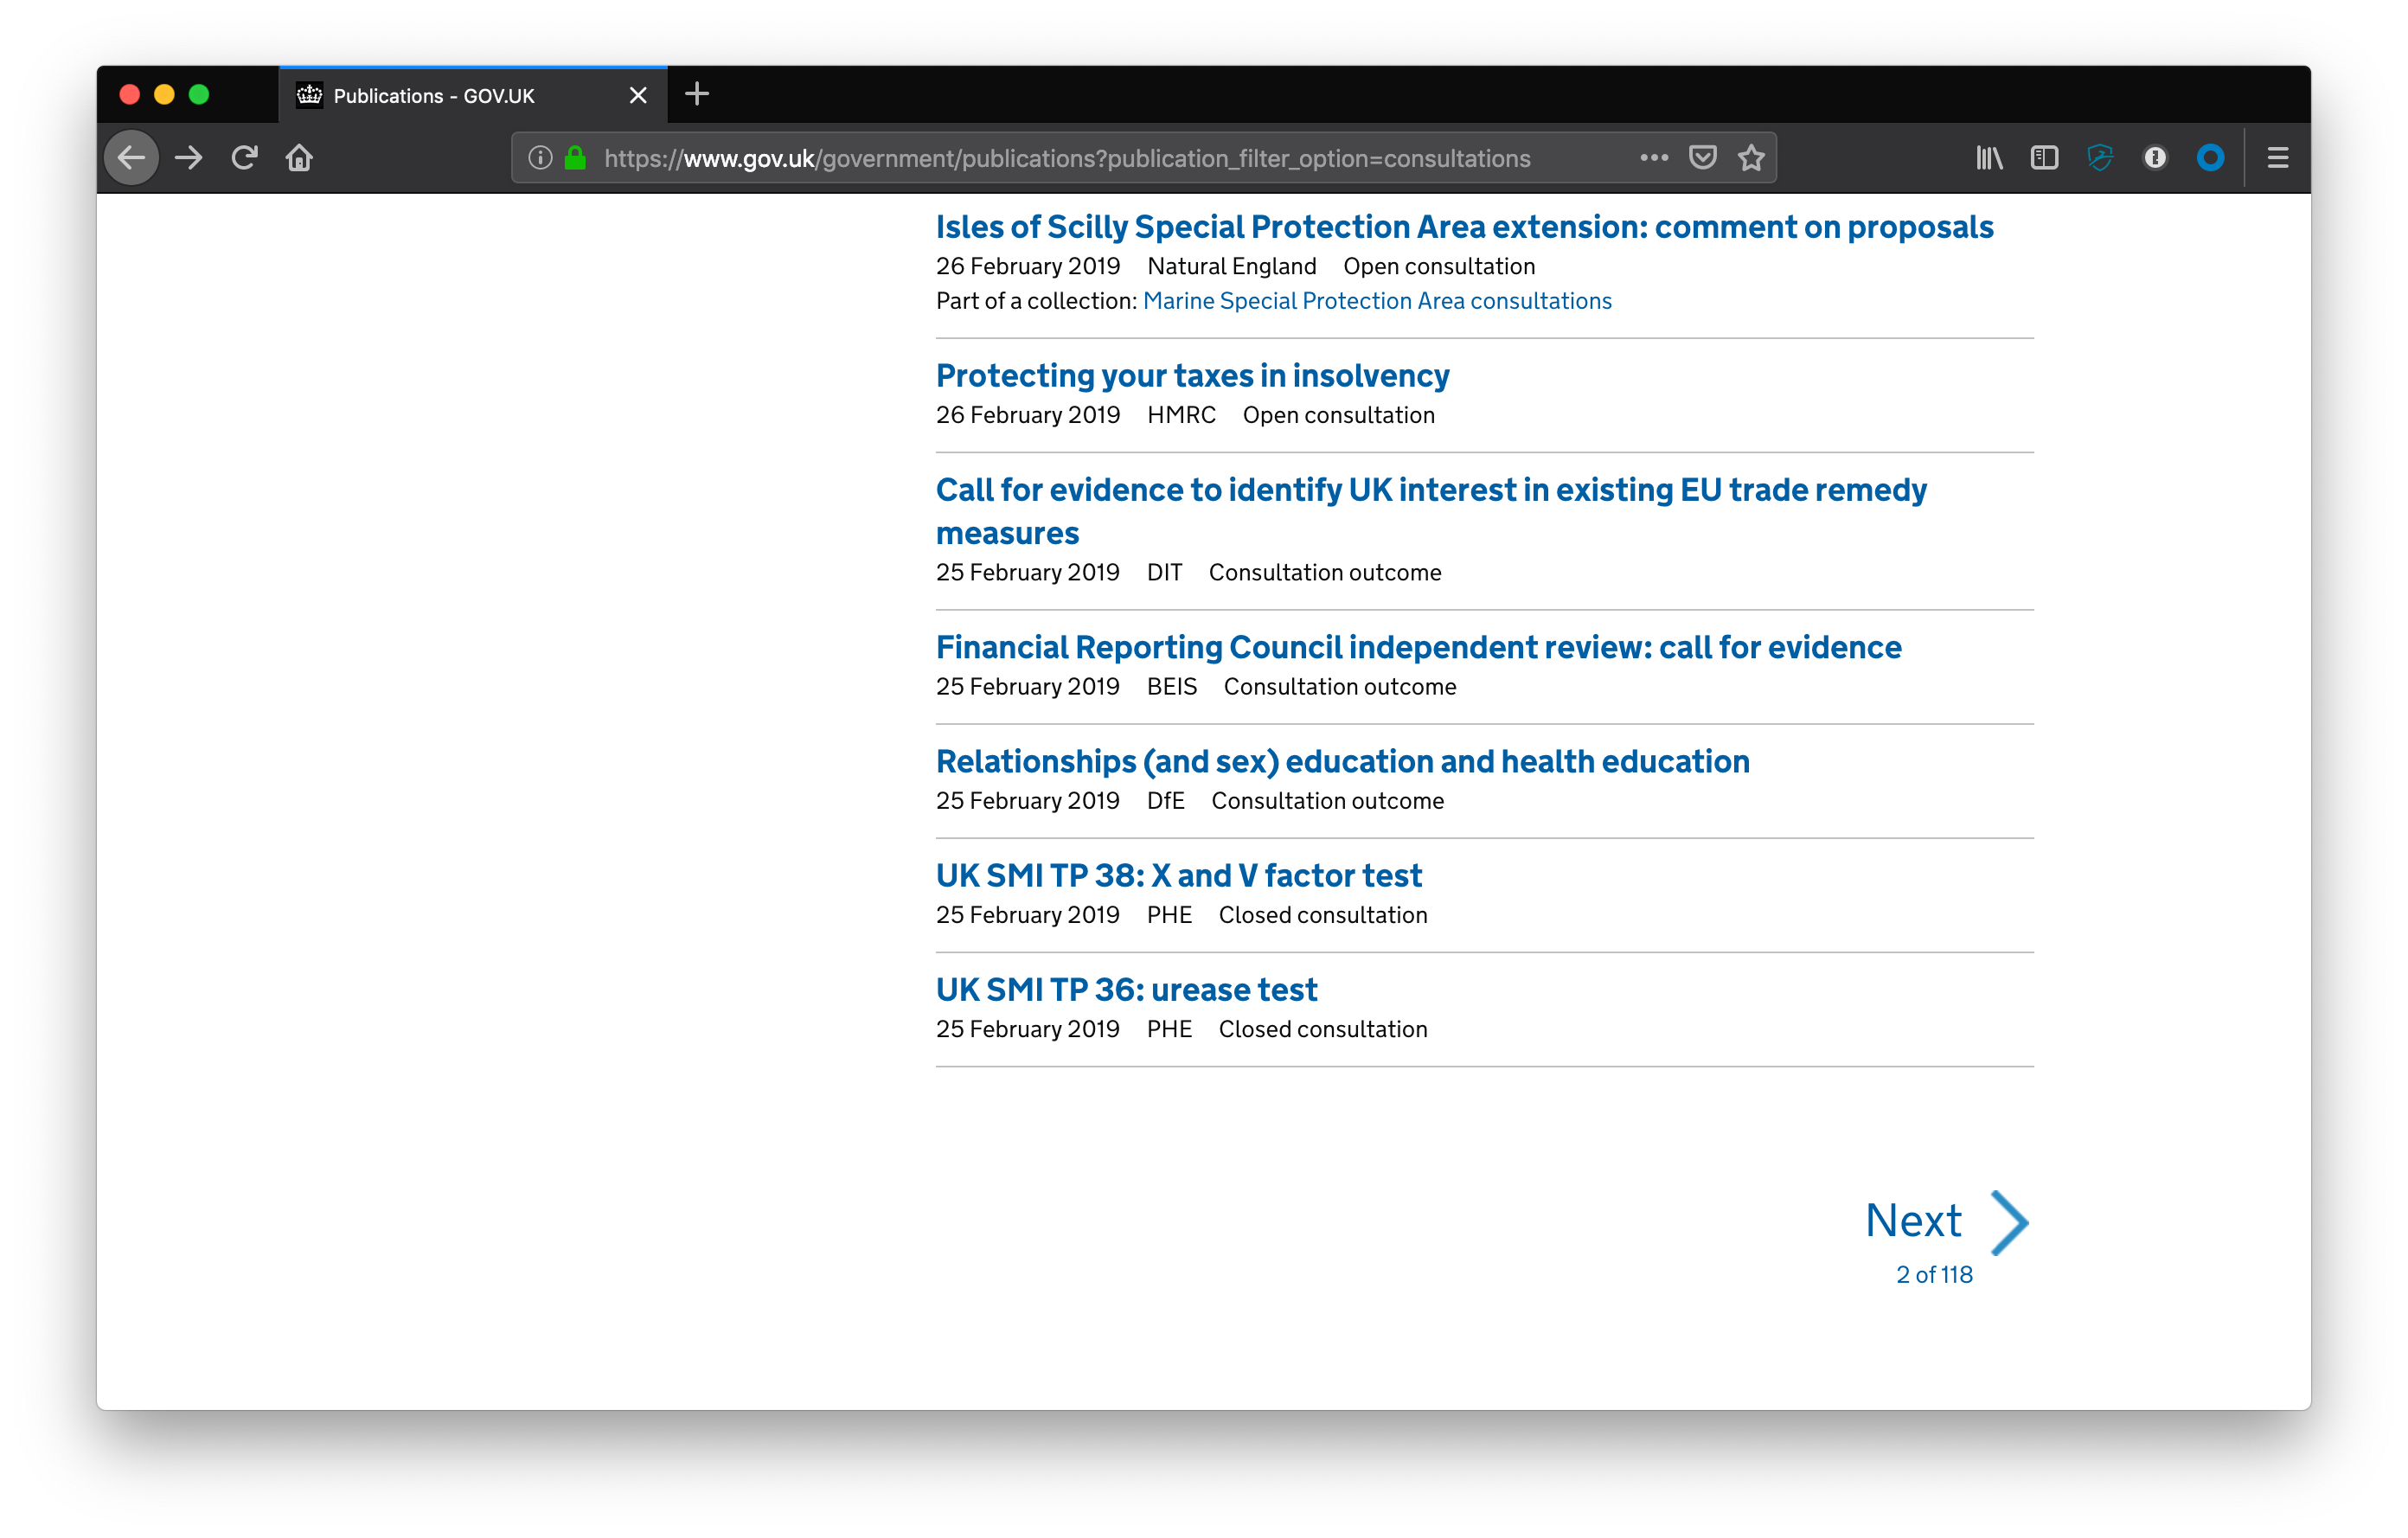 Publications - GOV.UK
https://www.gov.uk/government/publications?publication_filter_option=consultations
Isles of Scilly Special Protection Area extension: comment on proposals
26 February 2019 Natural England Open consultation
Part of a collection: Marine Special Protection Area consultations
Protecting your taxes in insolvency
26 February 2019 HMRC Open consultation
Call for evidence to identify UK interest in existing EU trade remedy
measures
25 February 2019 DIT Consultation outcome
Financial Reporting Council independent review: call for evidence
25 February 2019 BEIS Consultation outcome
Relationships (and sex) education and health education
25 February 2019 DfE Consultation outcome
UK SMI TP 38: X and V factor test
25 February 2019 PHE Closed consultation
UK SMI TP 36: urease test
25 February 2019 PHE Closed consultation
Next
2 of 118